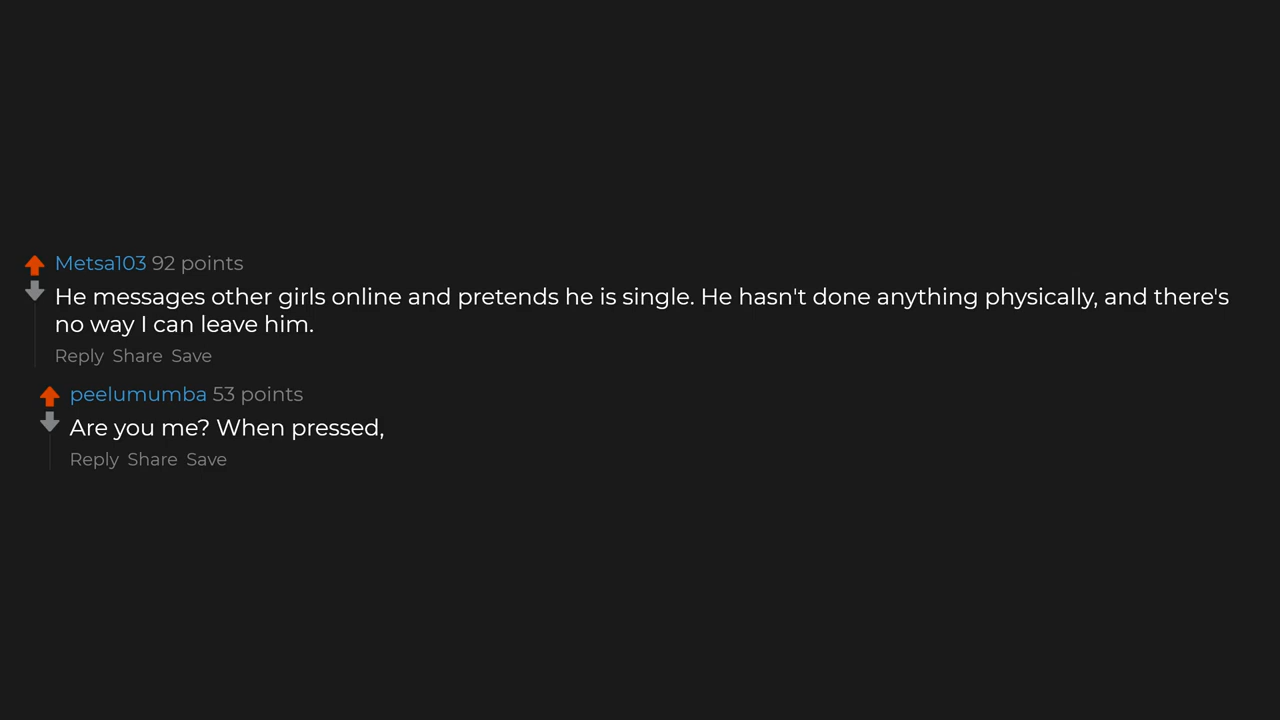 Metsa103 92 points
He messages other girls online and pretends he is single. He hasn't done anything physically, and there's
no way I can leave him.
Reply Share Save
peelumumba 53 points
Are you me? When pressed,
Reply Share Save